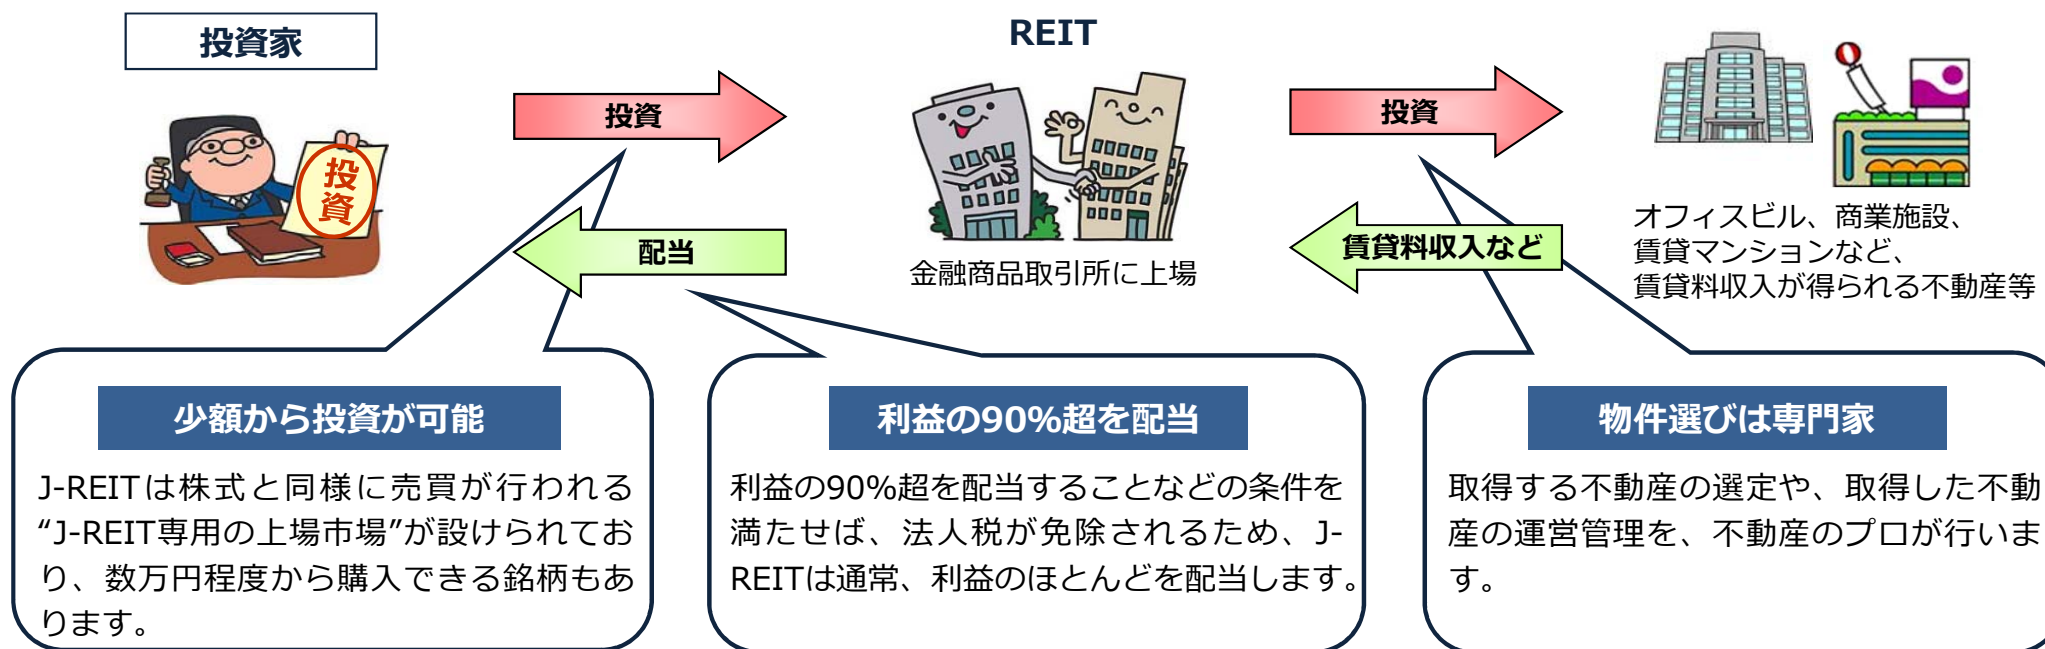 投資家
REIT
投資
投資
投資
配当
賃貸料収入など
金融商品取引所に上場
オフィスビル、商業施設、
賃貸マンションなど、
賃貸料収入が得られる不動産等
少額から投資が可能
J-REITは株式と同様に売買が行われる
“J-REIT専用の上場市場”が設けられてお
り、数万円程度から購入できる銘柄もあ
ります。
利益の90%超を配当
利益の90%超を配当することなどの条件を
満たせば、法人税が免除されるため、J-
REITは通常、利益のほとんどを配当します。
物件選びは専門家
取得する不動産の選定や、取得した不動
産の運営管理を、不動産のプロが行いま
す。